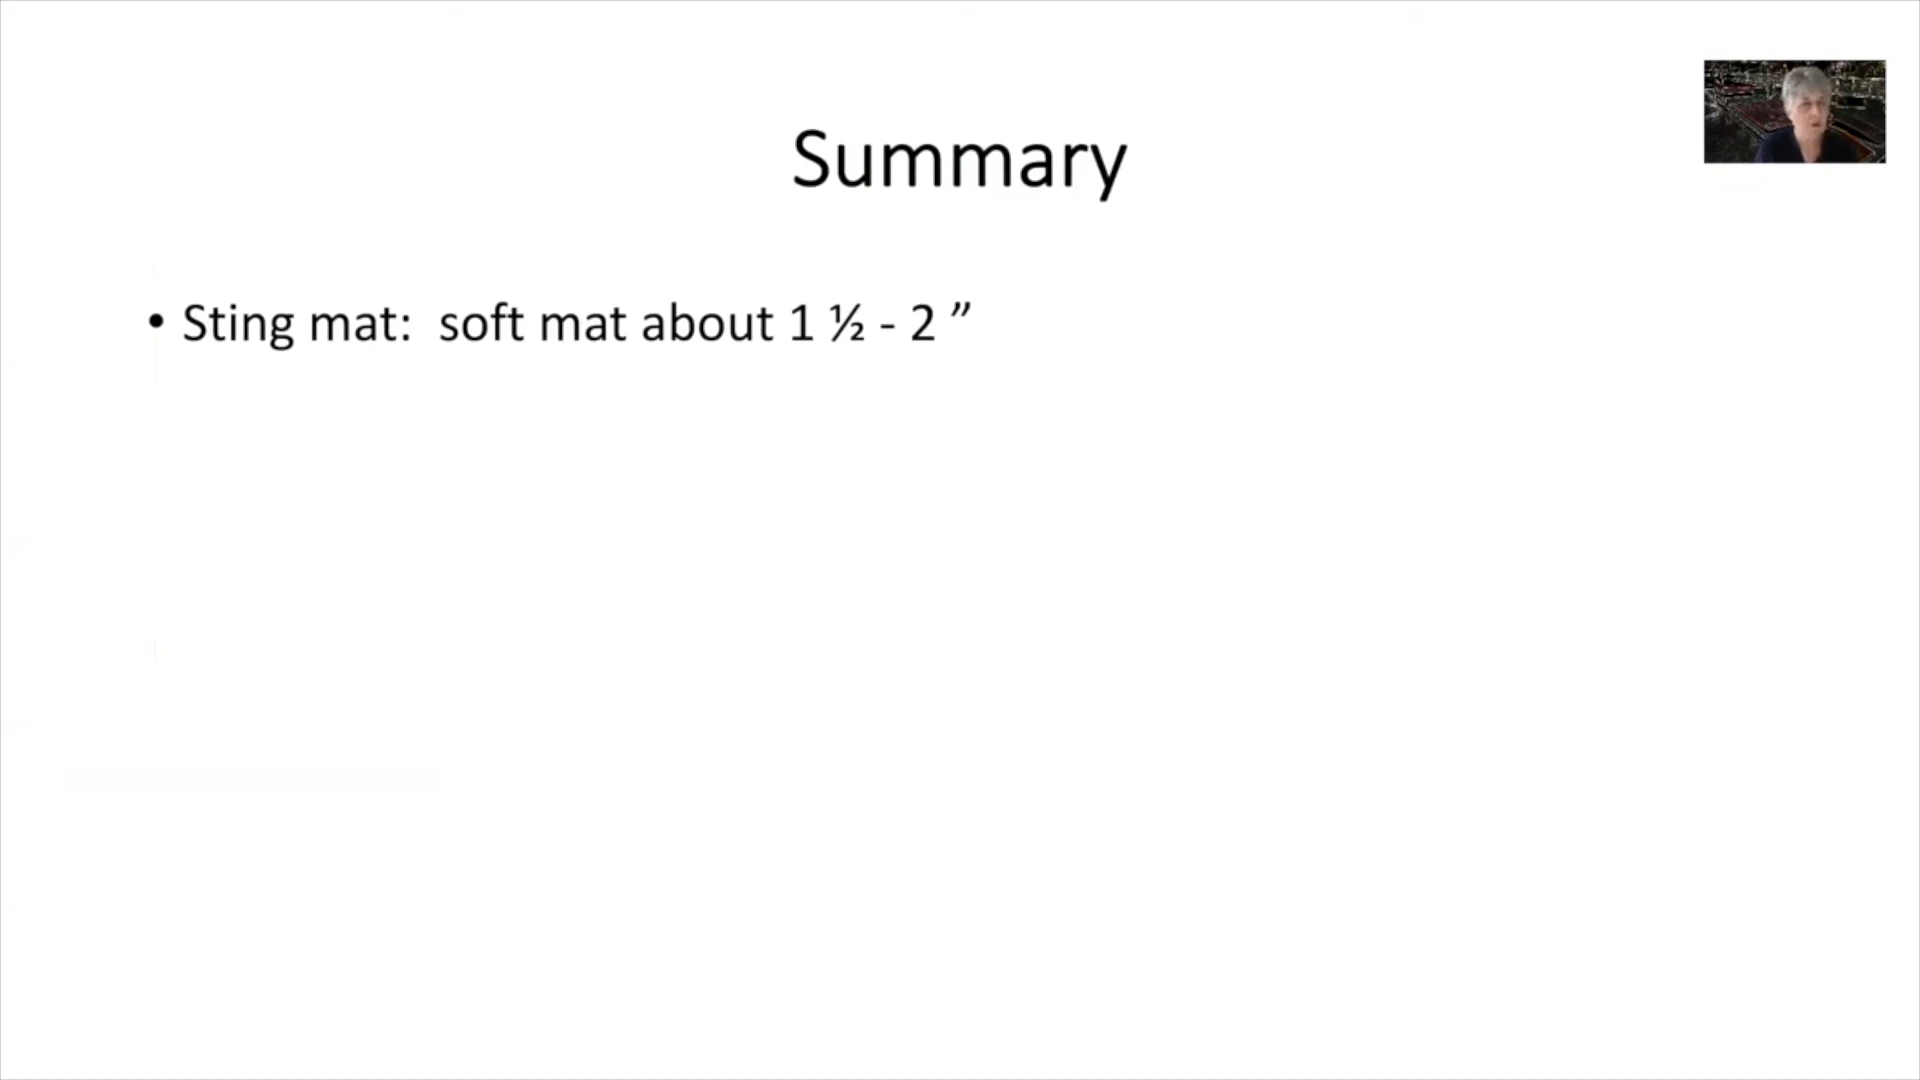 Summary
• Sting mat:  soft mat about 1 ½ - 2 ”